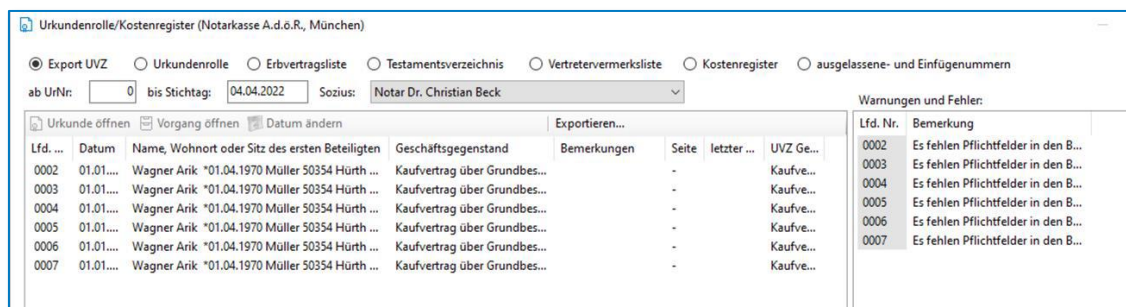 Urkundenrolle/Kostenregister (Notarkasse A.d.ö.R., München)
Export UVZ Urkundenrolle Erbvertragsliste Testamentsverzeichnis Vertretervermerksliste Kostenregister ausgelassene- und Einfügenummern
ab UrNr: 0 bis Stichtag: 04.04.2022 Sozius: Notar Dr. Christian Beck
Warnungen und Fehler:
Urkunde öffnen Vorgang öffnen Datum ändern Exportieren...
Lfd. Nr. Bemerkung
Lfd. ... Datum Name, Wohnort oder Sitz des ersten Beteiligten Geschäftsgegenstand Bemerkungen Seite letzter ... UVZ Ge...
0002 01.01.... Wagner Arik *01.04.1970 Müller 50354 Hürth ... Kaufvertrag über Grundbes... - Kaufve...
0003 01.01.... Wagner Arik *01.04.1970 Müller 50354 Hürth ... Kaufvertrag über Grundbes... - Kaufve...
0004 01.01.... Wagner Arik *01.04.1970 Müller 50354 Hürth ... Kaufvertrag über Grundbes... - Kaufve...
0005 01.01.... Wagner Arik *01.04.1970 Müller 50354 Hürth ... Kaufvertrag über Grundbes... - Kaufve...
0006 01.01.... Wagner Arik *01.04.1970 Müller 50354 Hürth ... Kaufvertrag über Grundbes... - Kaufve...
0007 01.01.... Wagner Arik *01.04.1970 Müller 50354 Hürth ... Kaufvertrag über Grundbes... - Kaufve...
0002 Es fehlen Pflichtfelder in den B...
0003 Es fehlen Pflichtfelder in den B...
0004 Es fehlen Pflichtfelder in den B...
0005 Es fehlen Pflichtfelder in den B...
0006 Es fehlen Pflichtfelder in den B...
0007 Es fehlen Pflichtfelder in den B...